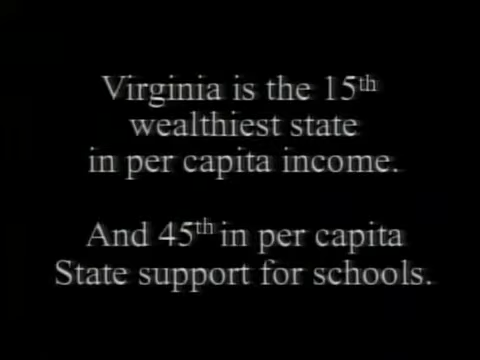 Virginia is the 15th
wealthiest state
in per capita income.
And 45th in per capita
State support for schools.